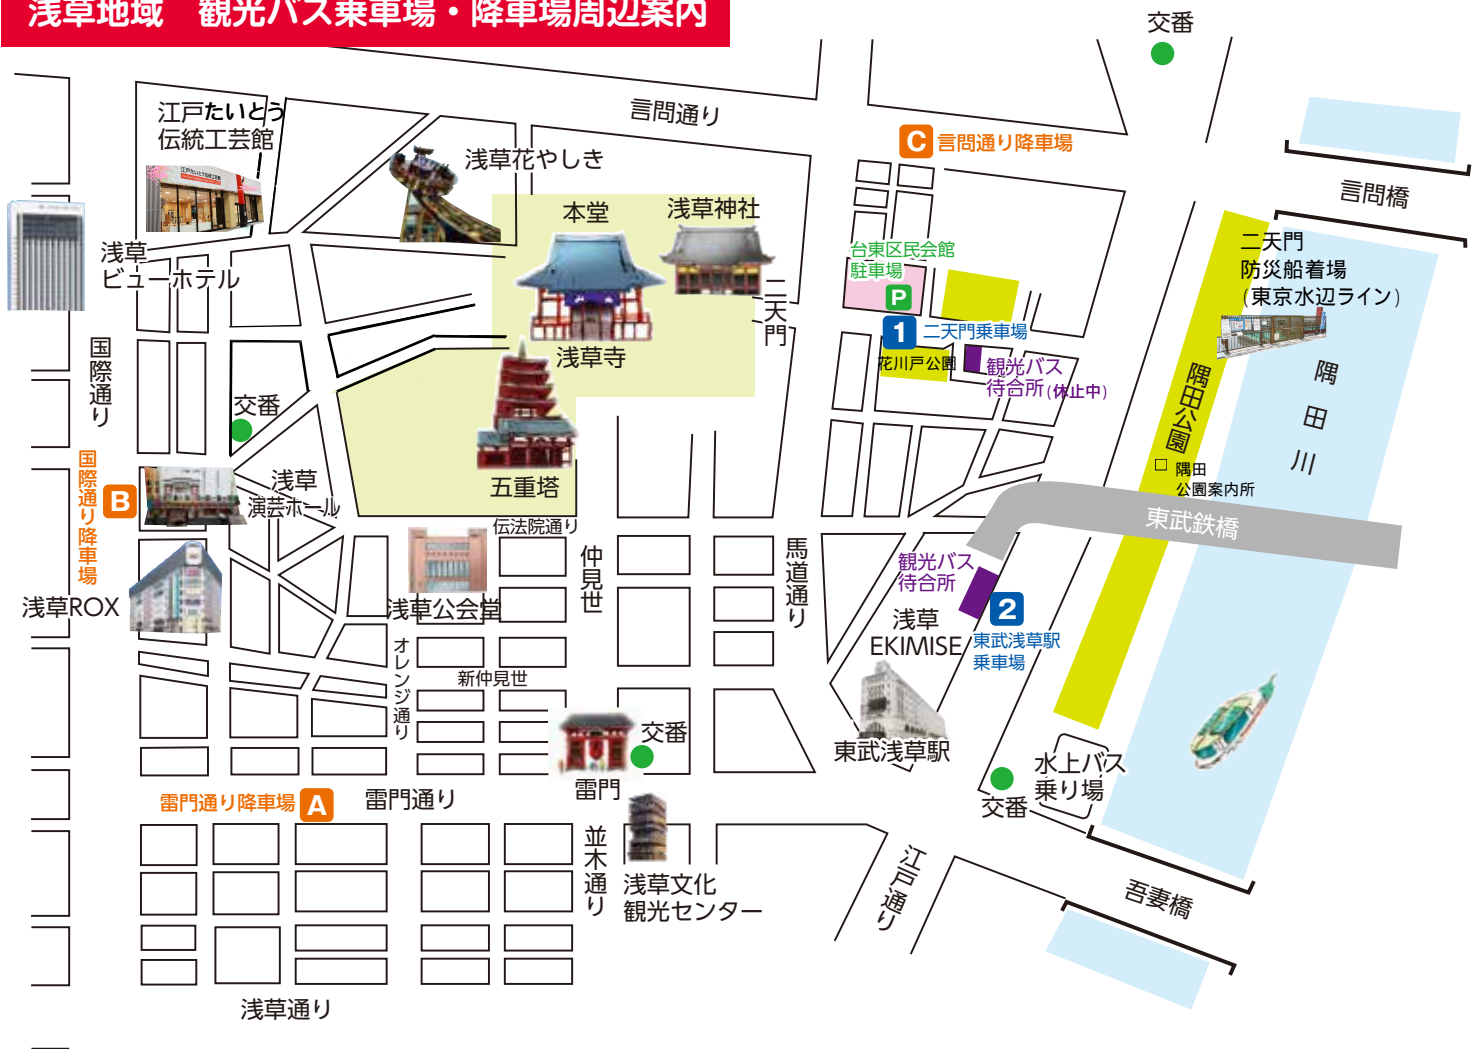 浅草地域　観光バス乗車場・降車場周辺案内
交番
江戸たいとう
伝統工芸館
言問通り
C 言問通り降車場
浅草花やしき
言問橋
本堂
浅草神社
二天門
台東区民会館
駐車場
P
二天門
防災船着場
(東京水辺ライン)
浅草
ビューホテル
1 二天門乗車場
花川戸公園
観光バス
待合所(休止中)
浅草寺
国際通り
隅田公園
隅田川
交番
隅田
公園案内所
国際通り降車場
B
浅草
演芸ホール
五重塔
伝法院通り
東武鉄橋
仲見世
馬道通り
観光バス
待合所
浅草ROX
浅草公会堂
2
東武浅草駅
乗車場
浅草
EKIMISE
オレンジ通り
新仲見世
交番
東武浅草駅
雷門
水上バス
乗り場
交番
雷門通り降車場 A
雷門通り
並木通り
浅草文化
観光センター
江戸通り
吾妻橋
浅草通り